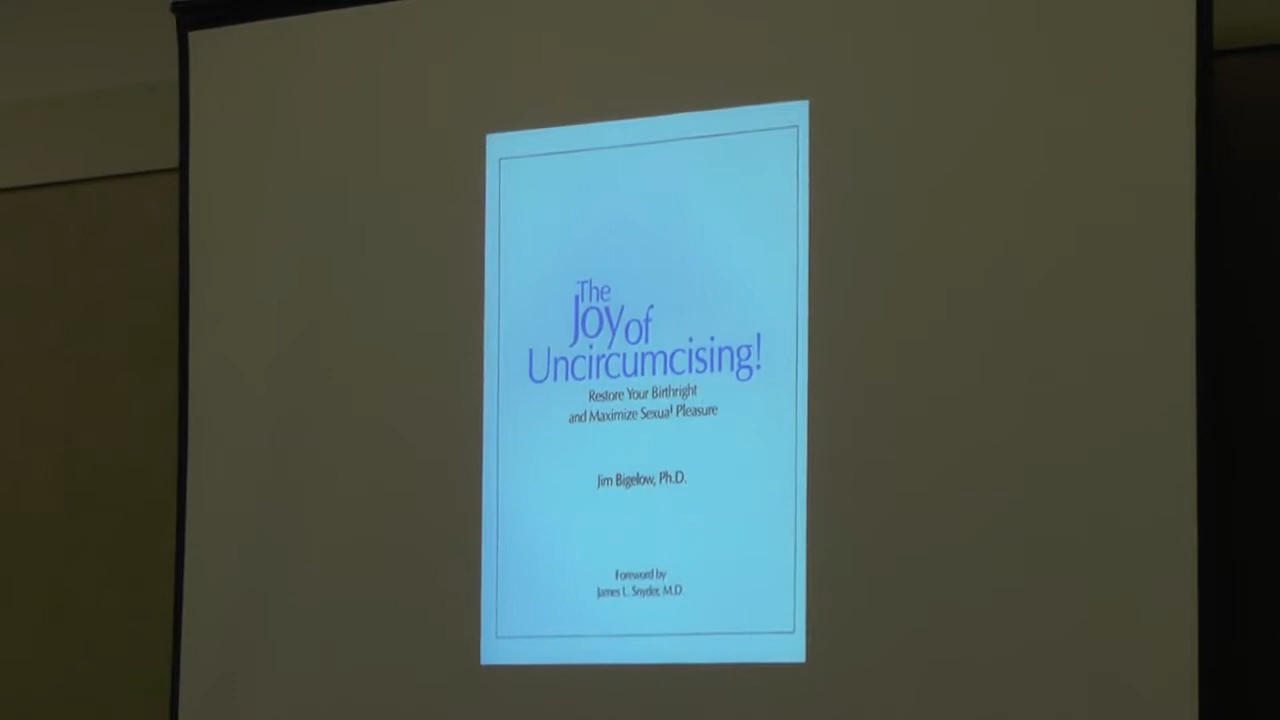 The
Joy of
Uncircumcising!
Restore Your Birthright
and Maximize Sexual Pleasure
Jim Bigelow, Ph.D.
Foreword by
James L. Snyder, M.D.